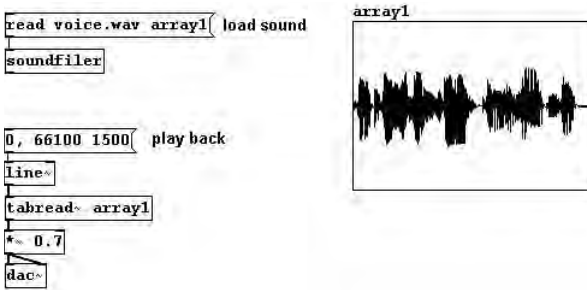 read voice.wav array1 load sound
soundfiler
0, 66100 1500 play back
line~
tabread~ array1
*~ 0.7
dac~
array1